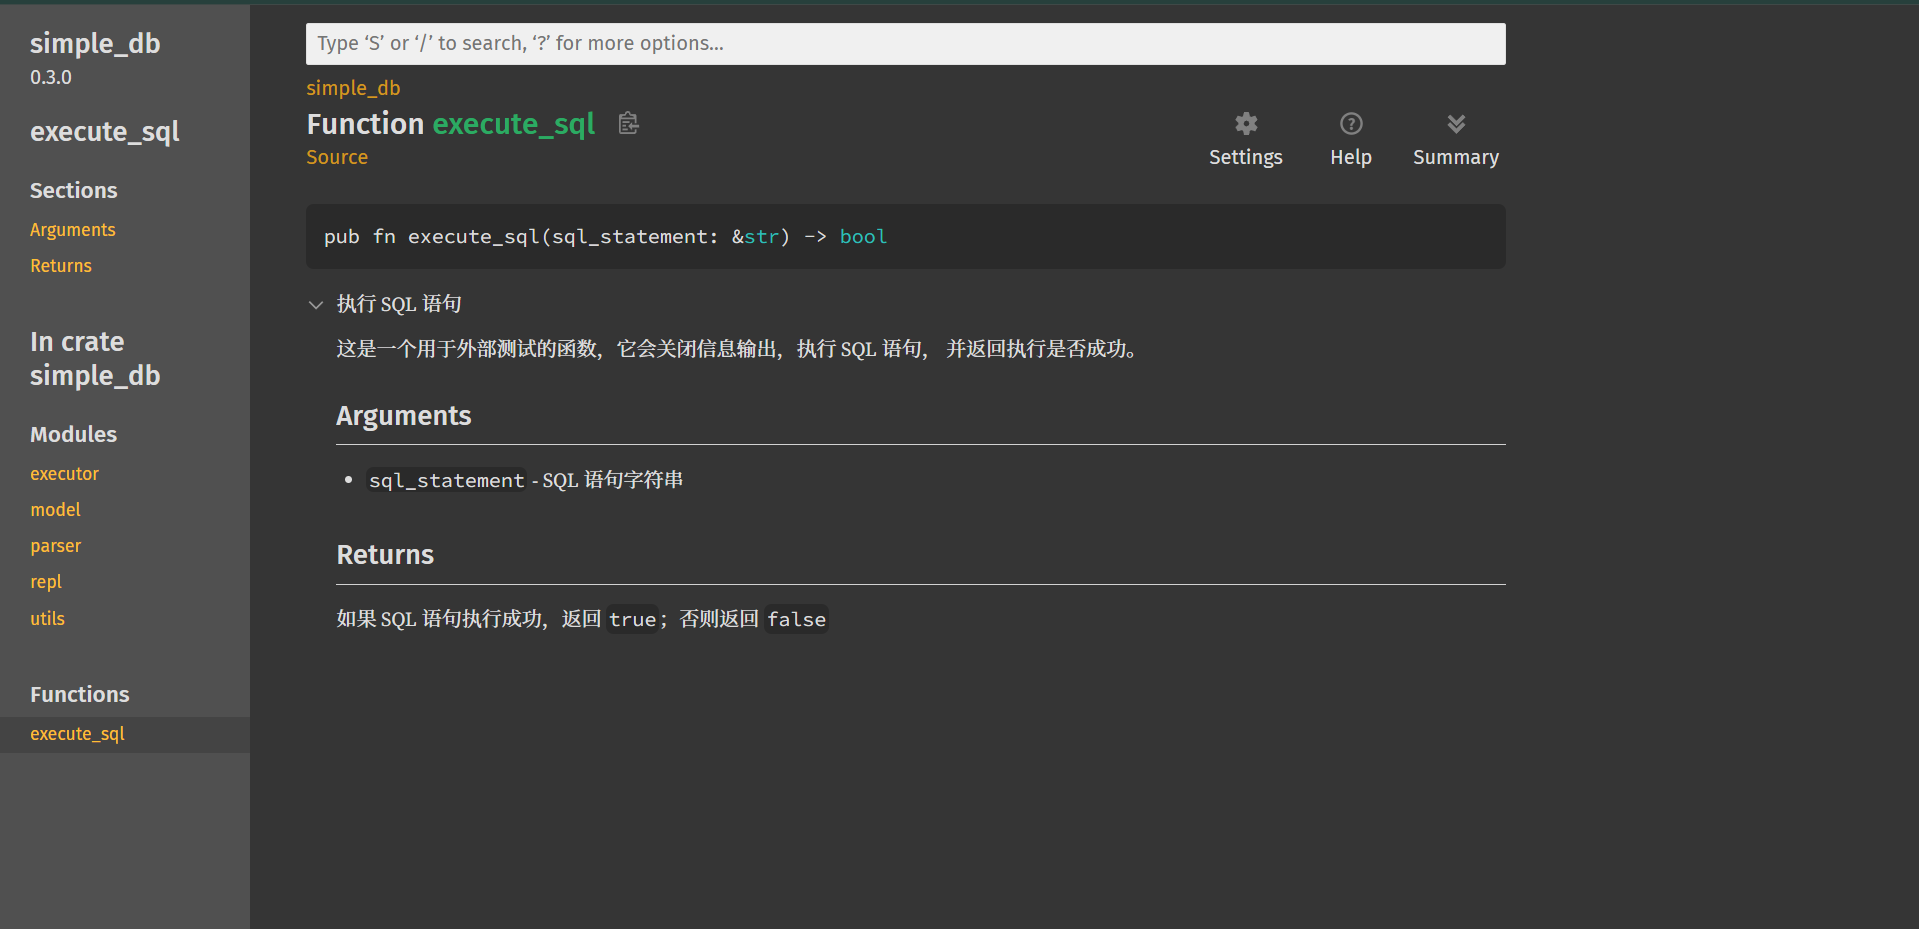 simple_db
0.3.0
execute_sql
Sections
Arguments
Returns
In crate
simple_db
Modules
executor
model
parser
repl
utils
Functions
execute_sql
Type ‘S’ or ‘/’ to search, ‘?’ for more options…
simple_db
Function execute_sql
Source
Settings
Help
Summary
pub fn execute_sql(sql_statement: &str) -> bool
执行 SQL 语句
这是一个用于外部测试的函数，它会关闭信息输出，执行 SQL 语句， 并返回执行是否成功。
Arguments
• sql_statement - SQL 语句字符串
Returns
如果 SQL 语句执行成功，返回 true；否则返回 false